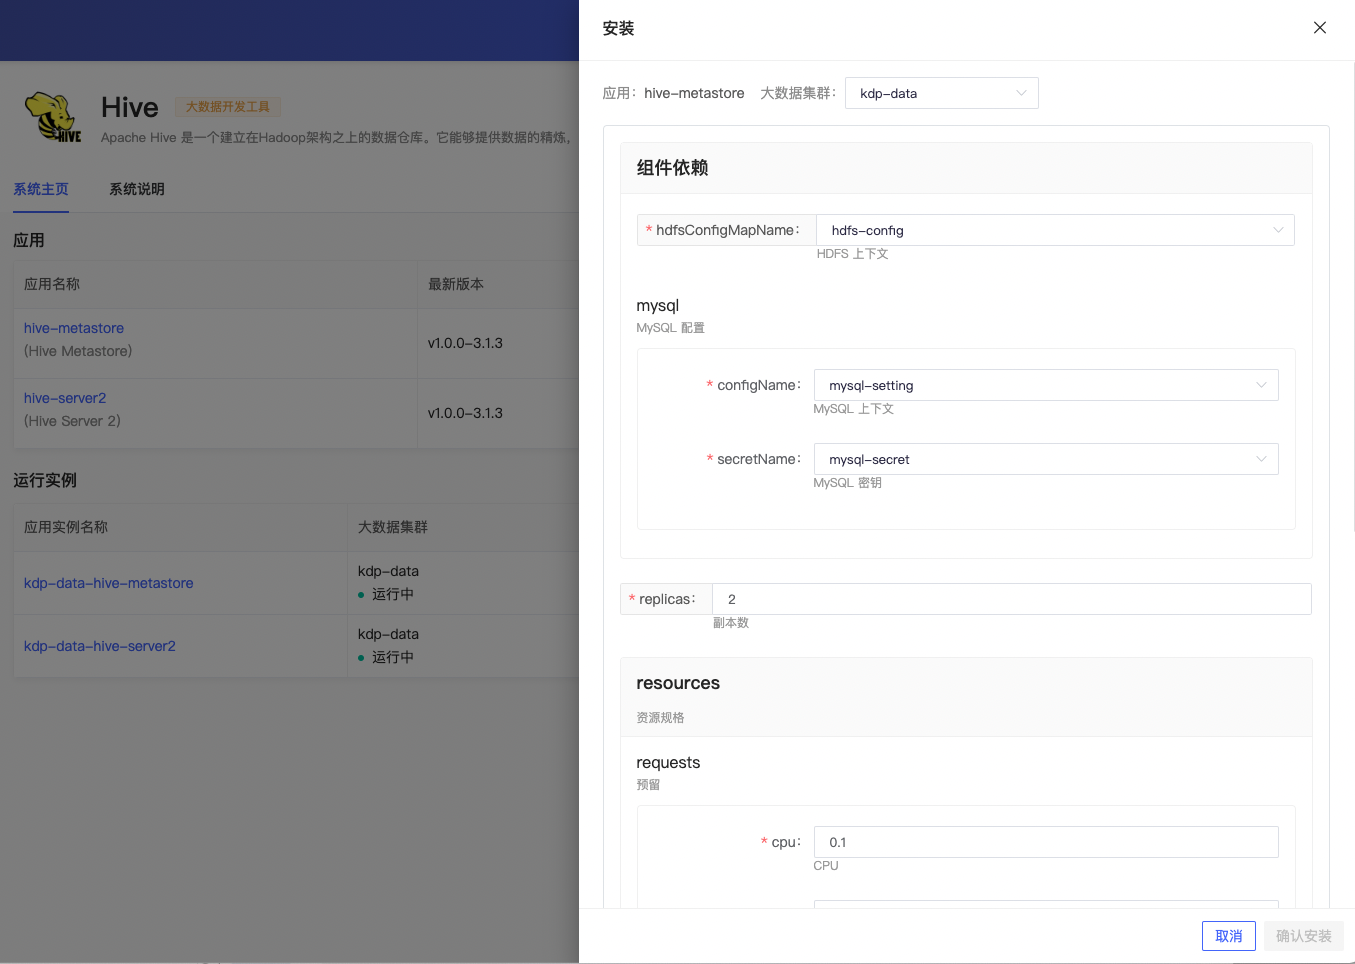 HIVE
Hive 大数据开发工具
Apache Hive 是一个建立在Hadoop架构之上的数据仓库。它能够提供数据的精炼，
系统主页 系统说明
应用
应用名称 最新版本
hive-metastore
(Hive Metastore)
v1.0.0-3.1.3
hive-server2
(Hive Server 2)
v1.0.0-3.1.3
运行实例
应用实例名称 大数据集群
kdp-data-hive-metastore
kdp-data
运行中
kdp-data-hive-server2
kdp-data
运行中
安装
应用： hive-metastore 大数据集群： kdp-data
组件依赖
* hdfsConfigMapName： hdfs-config
HDFS 上下文
mysql
MySQL 配置
* configName： mysql-setting
MySQL 上下文
* secretName： mysql-secret
MySQL 密钥
* replicas： 2
副本数
resources
资源规格
requests
预留
* cpu： 0.1
CPU
取消 确认安装